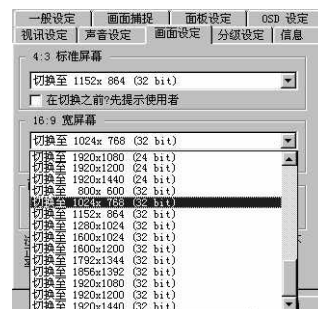 一般设定 画面捕捉 面板设定 OSD 设定
视讯设定 声音设定 画面设定 分级设定 信息
4:3 标准屏幕
切换至 1152x 864 (32 bit)
在切换之前?先提示使用者
16:9 宽屏幕
切换至 1024x 768 (32 bit)
切换至 1920x1080 (24 bit)
切换至 1920x1200 (24 bit)
切换至 1920x1440 (24 bit)
切换至 800x 600 (32 bit)
切换至 1024x 768 (32 bit)
切换至 1152x 864 (32 bit)
切换至 1280x1024 (32 bit)
切换至 1600x1024 (32 bit)
切换至 1600x1200 (32 bit)
切换至 1792x1344 (32 bit)
切换至 1856x1392 (32 bit)
切换至 1920x1080 (32 bit)
切换至 1920x1200 (32 bit)
切换至 1920x1440 (32 bit)